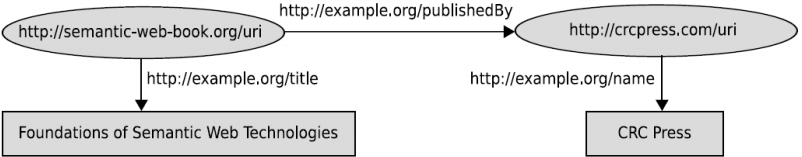 http://example.org/publishedBy
http://semantic-web-book.org/uri
http://crcpress.com/uri
http://example.org/title
http://example.org/name
Foundations of Semantic Web Technologies
CRC Press